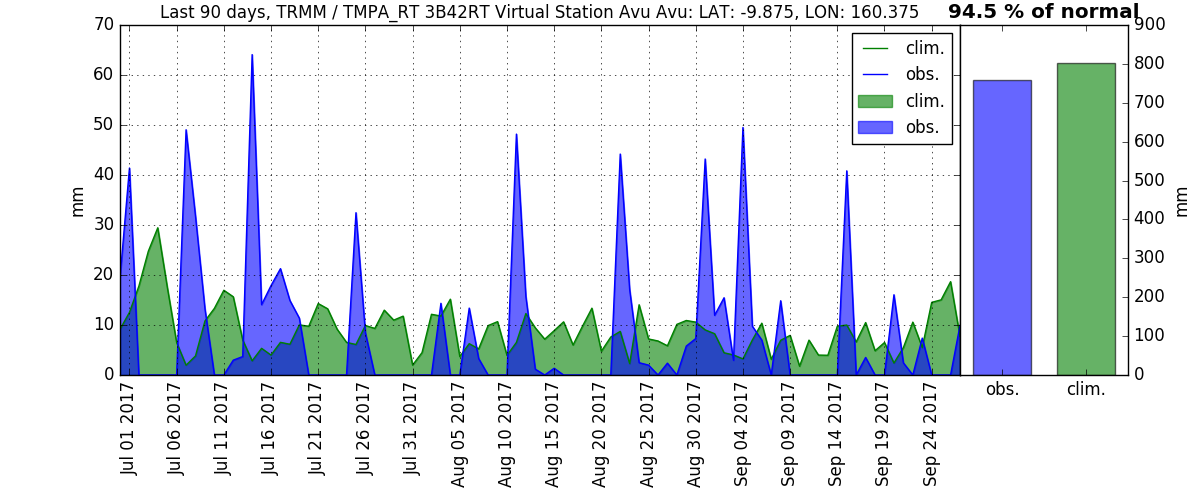 Last 90 days, TRMM / TMPA_RT 3B42RT Virtual Station Avu Avu: LAT: -9.875, LON: 160.375
94.5 % of normal
70
60
50
40
30
20
10
0
mm
clim.
obs.
clim.
obs.
900
800
700
600
500
400
300
200
100
0
mm
Jul 01 2017
Jul 06 2017
Jul 11 2017
Jul 16 2017
Jul 21 2017
Jul 26 2017
Jul 31 2017
Aug 05 2017
Aug 10 2017
Aug 15 2017
Aug 20 2017
Aug 25 2017
Aug 30 2017
Sep 04 2017
Sep 09 2017
Sep 14 2017
Sep 19 2017
Sep 24 2017
obs.
clim.